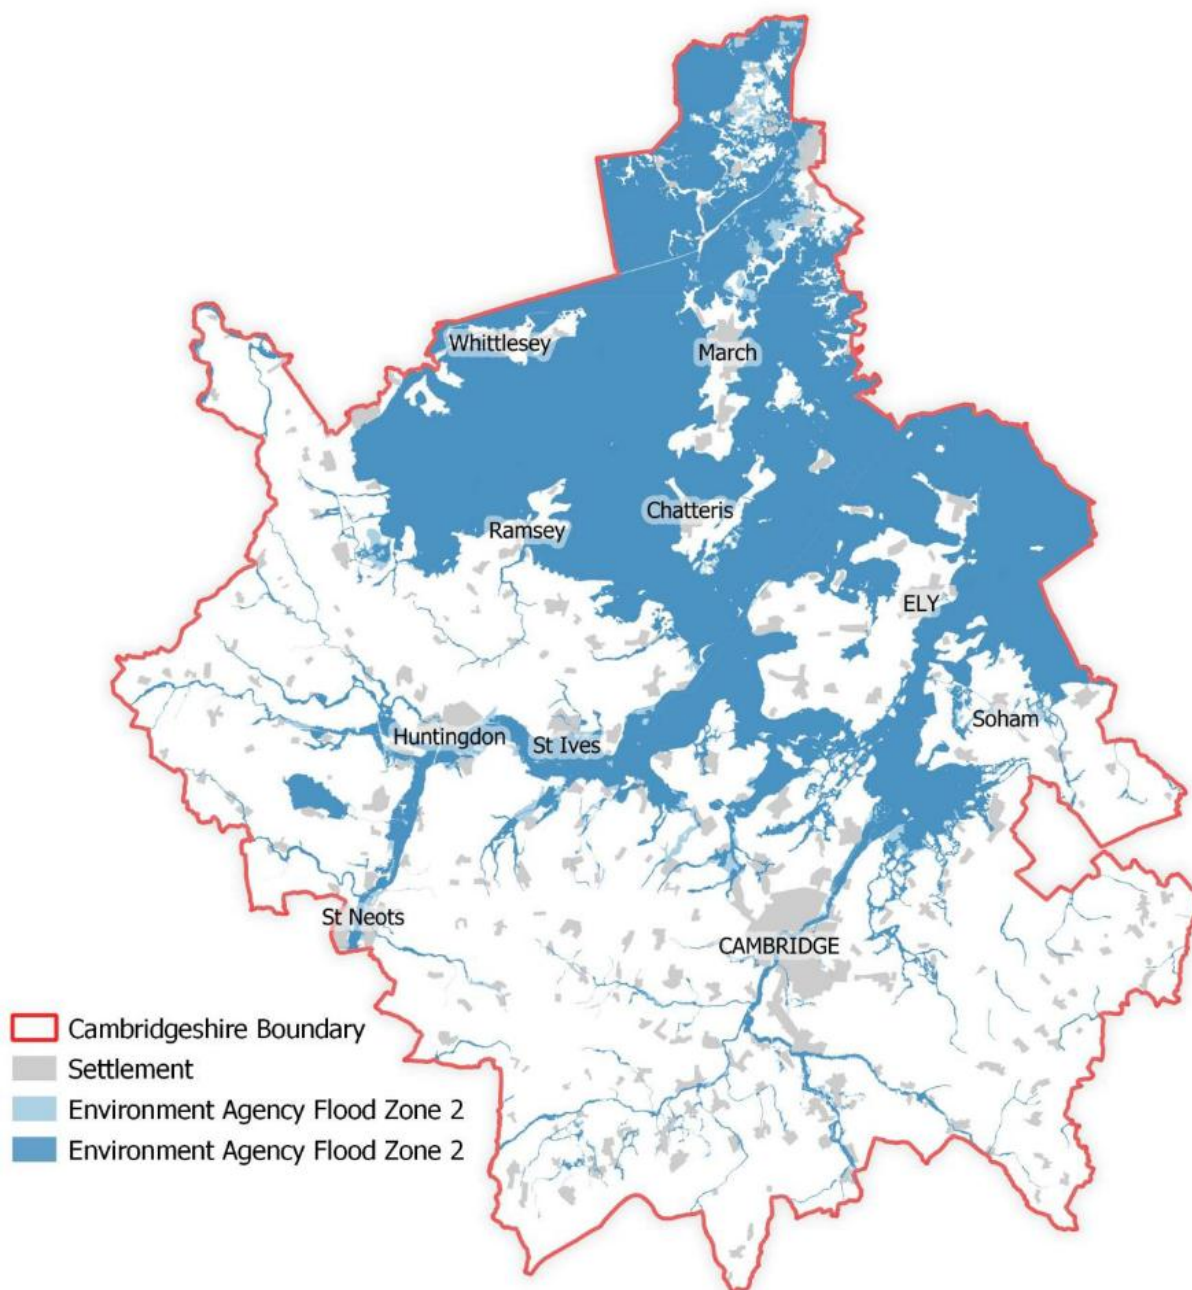 Whittlesey
March
Chatteris
Ramsey
ELY
Soham
Huntingdon
St Ives
St Neots
CAMBRIDGE
Cambridgeshire Boundary
Settlement
Environment Agency Flood Zone 2
Environment Agency Flood Zone 2